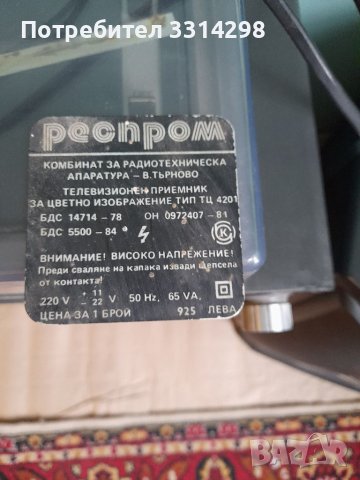 Потребител 3314298
респром
КОМБИНАТ ЗА РАДИОТЕХНИЧЕСКА
АПАРАТУРА – В.ТЪРНОВО
ТЕЛЕВИЗИОНЕН ПРИЕМНИК
ЗА ЦВЕТНО ИЗОБРАЖЕНИЕ ТИП ТЦ 4201
БДС 14714 – 78 ОН 0972407 – 81
БДС 5500 – 84 К
ВНИМАНИЕ! ВИСОКО НАПРЕЖЕНИЕ!
Преди сваляне на капака извади щепсела
от контакта!
220 V + 11 – 22 V 50 Hz, 65 VA,
ЦЕНА ЗА 1 БРОЙ 925 ЛЕВА
BAZAR